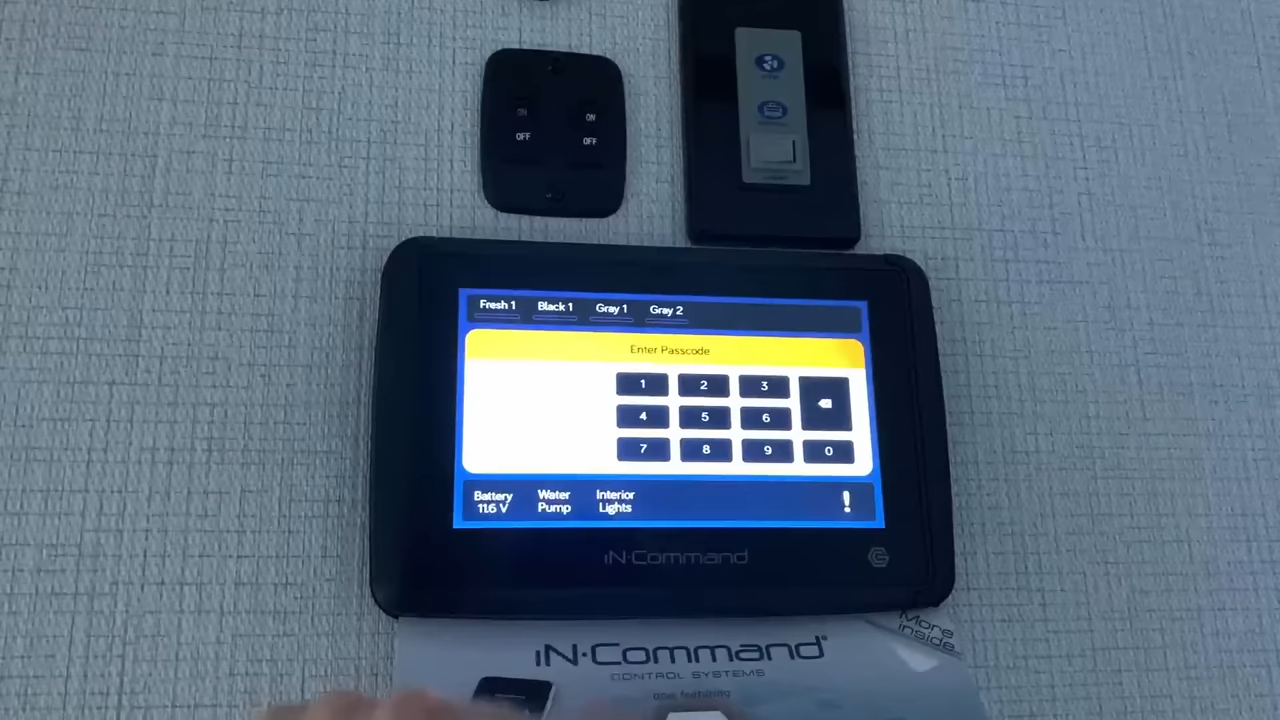 ON ON
OFF OFF
Fresh 1 Black 1 Gray 1 Gray 2
Enter Passcode
1 2 3
4 5 6
7 8 9 0
Battery Water Interior
11.6 V Pump Lights !
iN·Command
More
inside
iN·Command®
CONTROL SYSTEMS
now featuring